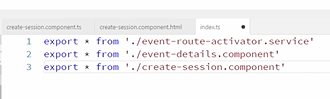 create-session.component.ts create-session.component.html index.ts
1 export * from './event-route-activator.service'
2 export * from './event-details.component'
3 export * from './create-session.component'